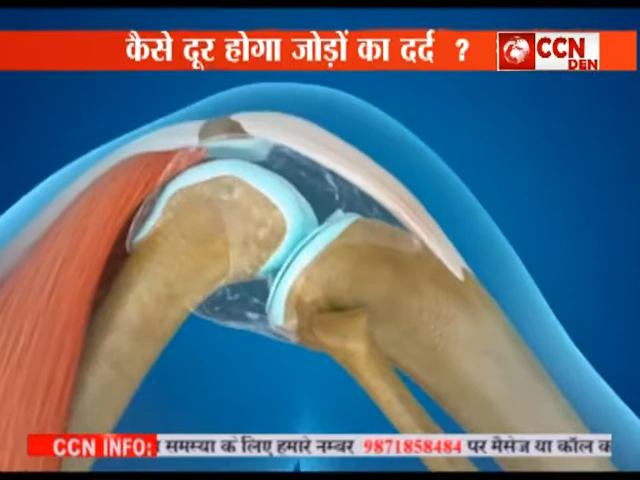 कैसे दूर होगा जोड़ों का दर्द ?
CCN
DEN
CCN INFO: समस्या के लिए हमारे नम्बर 9871858484 पर मैसेज या कॉल क